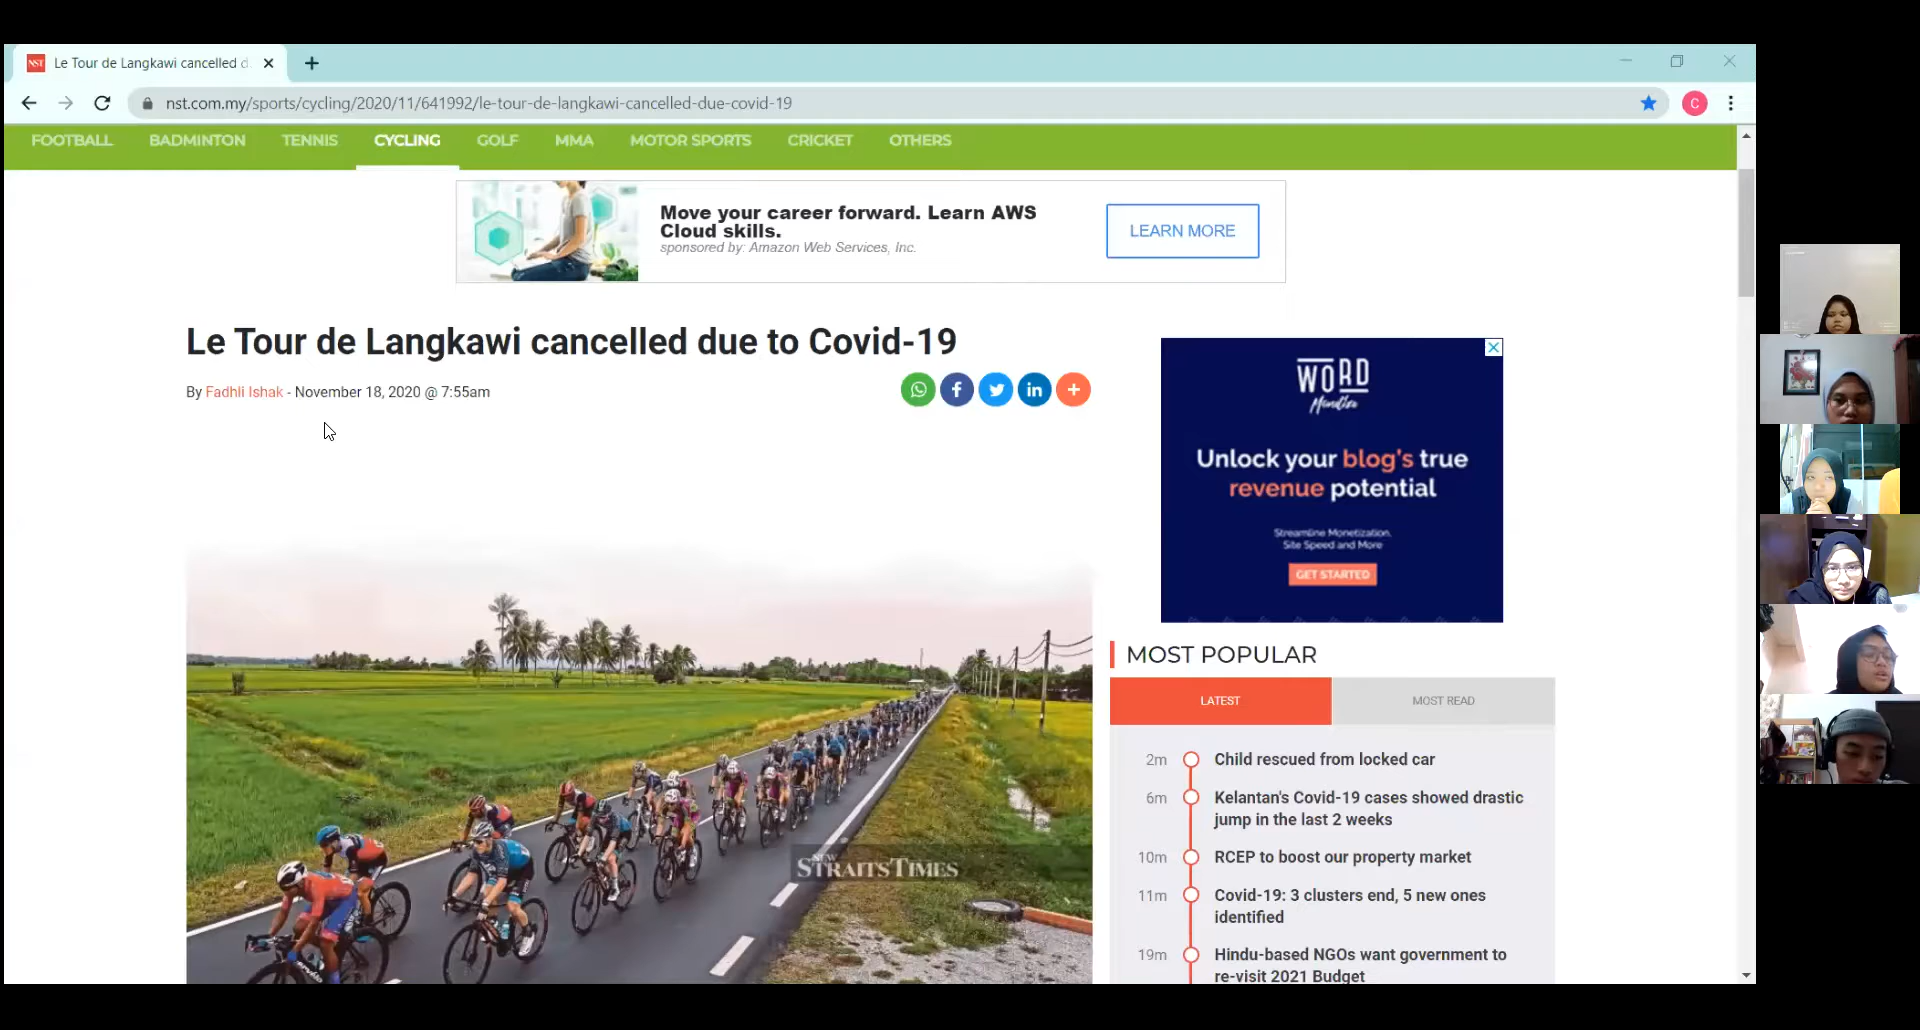 NST Le Tour de Langkawi cancelled d
nst.com.my/sports/cycling/2020/11/641992/le-tour-de-langkawi-cancelled-due-covid-19
C
FOOTBALL BADMINTON TENNIS CYCLING GOLF MMA MOTOR SPORTS CRICKET OTHERS
Move your career forward. Learn AWS
Cloud skills.
sponsored by: Amazon Web Services, Inc.
LEARN MORE
Le Tour de Langkawi cancelled due to Covid-19
By Fadhli Ishak - November 18, 2020 @ 7:55am
WORD
Unlock your blog's true
revenue potential
Streamline Monetization,
Site Speed and More
GET STARTED
NEW
STRAITS TIMES
MOST POPULAR
LATEST MOST READ
2m Child rescued from locked car
6m Kelantan's Covid-19 cases showed drastic
jump in the last 2 weeks
10m RCEP to boost our property market
11m Covid-19: 3 clusters end, 5 new ones
identified
19m Hindu-based NGOs want government to
re-visit 2021 Budget